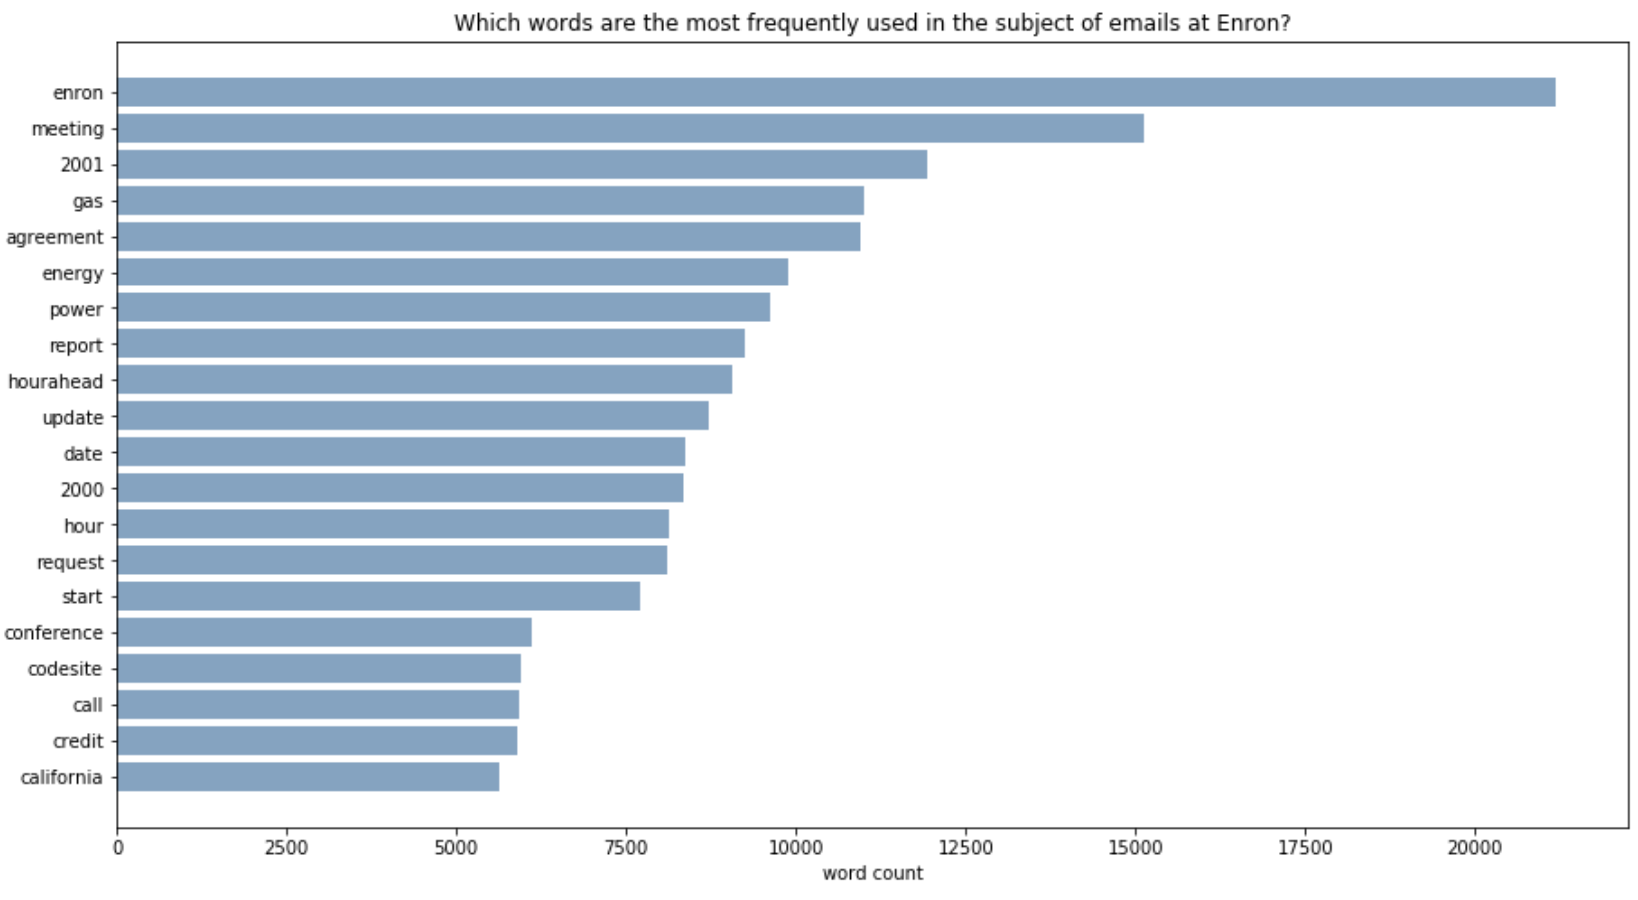 Which words are the most frequently used in the subject of emails at Enron?
enron
meeting
2001
gas
agreement
energy
power
report
hourahead
update
date
2000
hour
request
start
conference
codesite
call
credit
california
0 2500 5000 7500 10000 12500 15000 17500 20000
word count